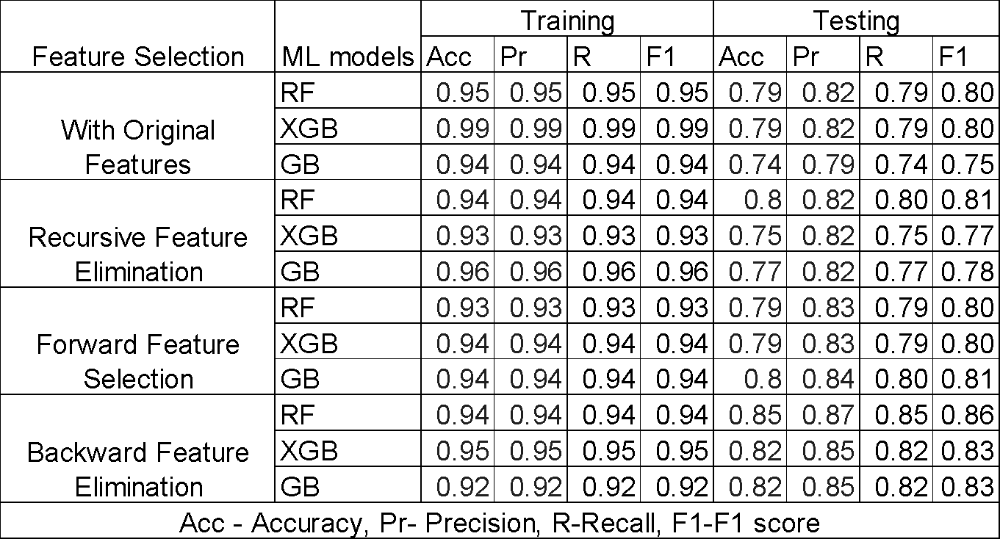 Training Testing
Feature Selection ML models Acc Pr R F1 Acc Pr R F1
With Original Features
RF 0.95 0.95 0.95 0.95 0.79 0.82 0.79 0.80
XGB 0.99 0.99 0.99 0.99 0.79 0.82 0.79 0.80
GB 0.94 0.94 0.94 0.94 0.74 0.79 0.74 0.75
Recursive Feature Elimination
RF 0.94 0.94 0.94 0.94 0.8 0.82 0.80 0.81
XGB 0.93 0.93 0.93 0.93 0.75 0.82 0.75 0.77
GB 0.96 0.96 0.96 0.96 0.77 0.82 0.77 0.78
Forward Feature Selection
RF 0.93 0.93 0.93 0.93 0.79 0.83 0.79 0.80
XGB 0.94 0.94 0.94 0.94 0.79 0.83 0.79 0.80
GB 0.94 0.94 0.94 0.94 0.8 0.84 0.80 0.81
Backward Feature Elimination
RF 0.94 0.94 0.94 0.94 0.85 0.87 0.85 0.86
XGB 0.95 0.95 0.95 0.95 0.82 0.85 0.82 0.83
GB 0.92 0.92 0.92 0.92 0.82 0.85 0.82 0.83
Acc - Accuracy, Pr- Precision, R-Recall, F1-F1 score